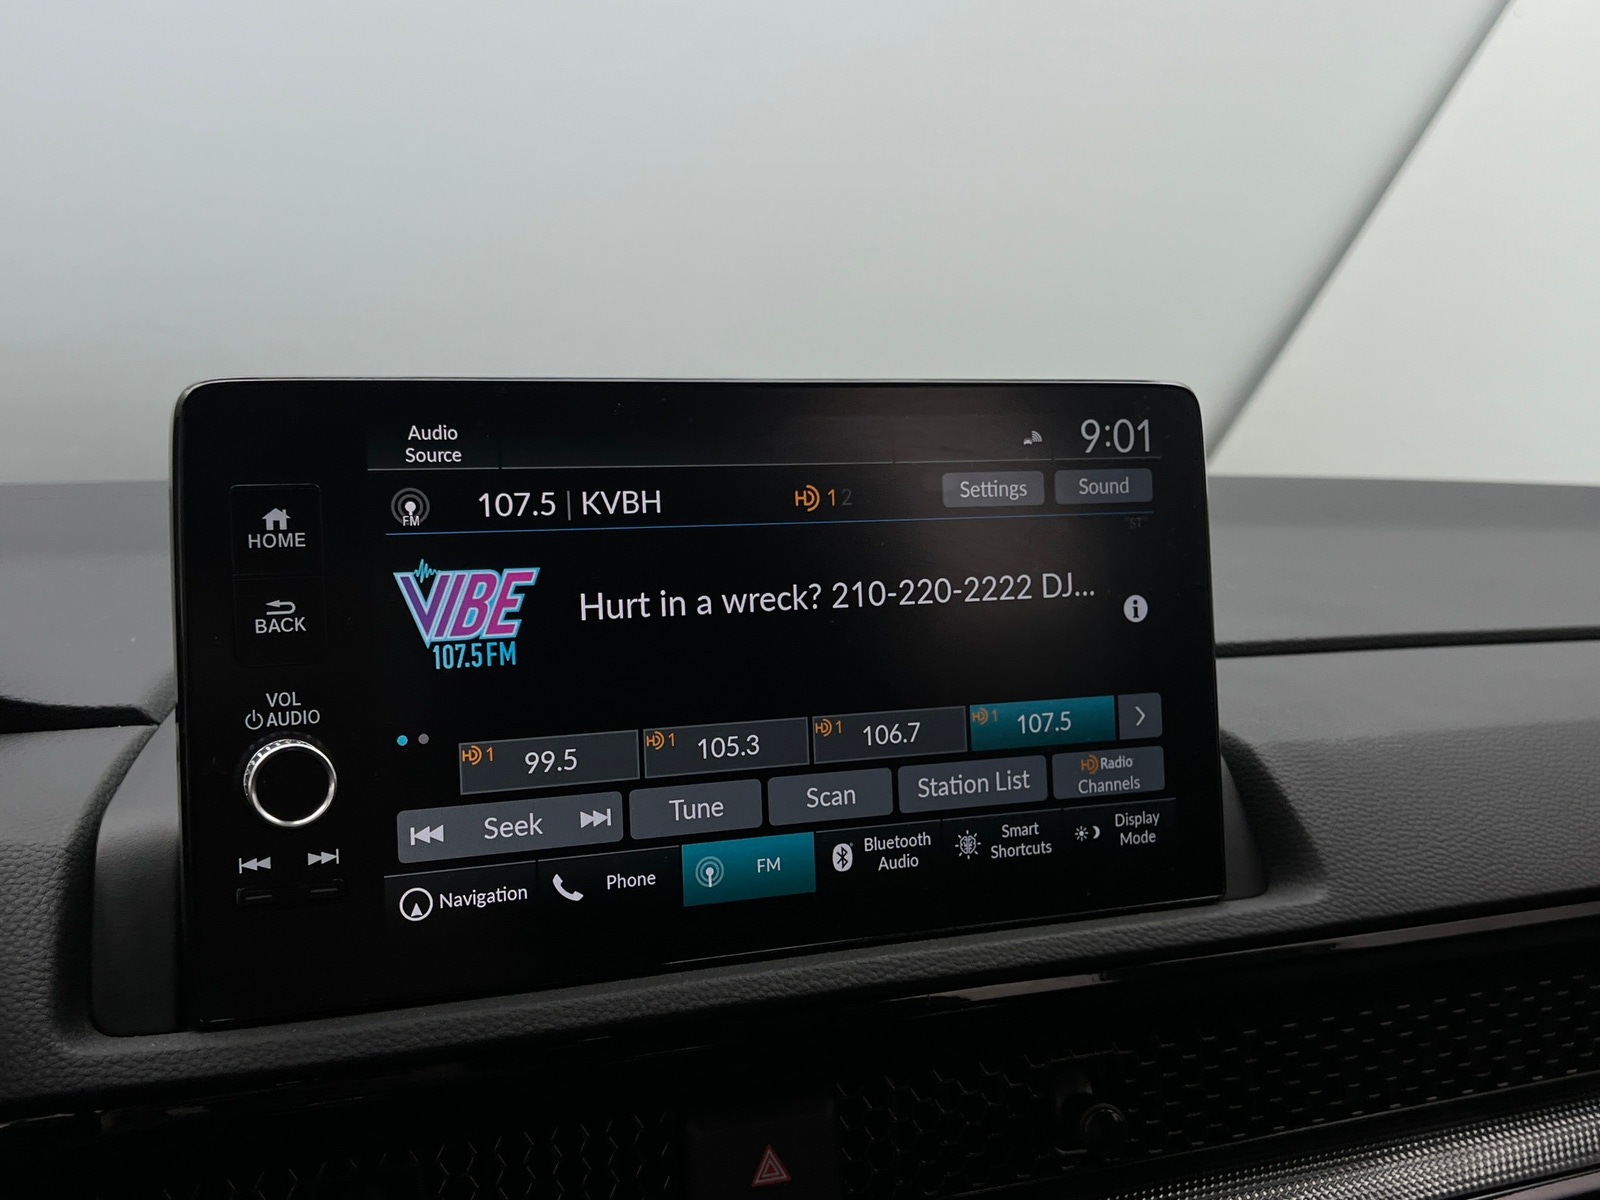 Audio
Source
9:01
FM
107.5 | KVBH
HD 1 2
Settings
Sound
HOME
BACK
VIBE
107.5 FM
Hurt in a wreck? 210-220-2222 DJ...
i
VOL
AUDIO
HD 1 99.5
HD 1 105.3
HD 1 106.7
HD 1 107.5
Seek
Tune
Scan
Station List
HD Radio
Channels
Navigation
Phone
FM
Bluetooth
Audio
Smart
Shortcuts
Display
Mode